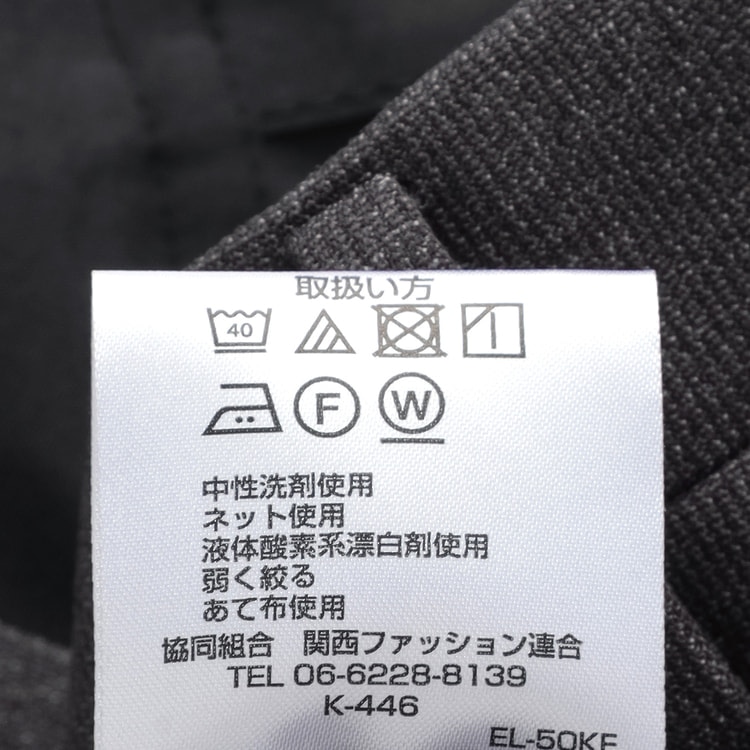 取扱い方
40
F W
中性洗剤使用
ネット使用
液体酸素系漂白剤使用
弱く絞る
あて布使用
協同組合 関西ファッション連合
TEL 06-6228-8139
K-446
EL-50KE